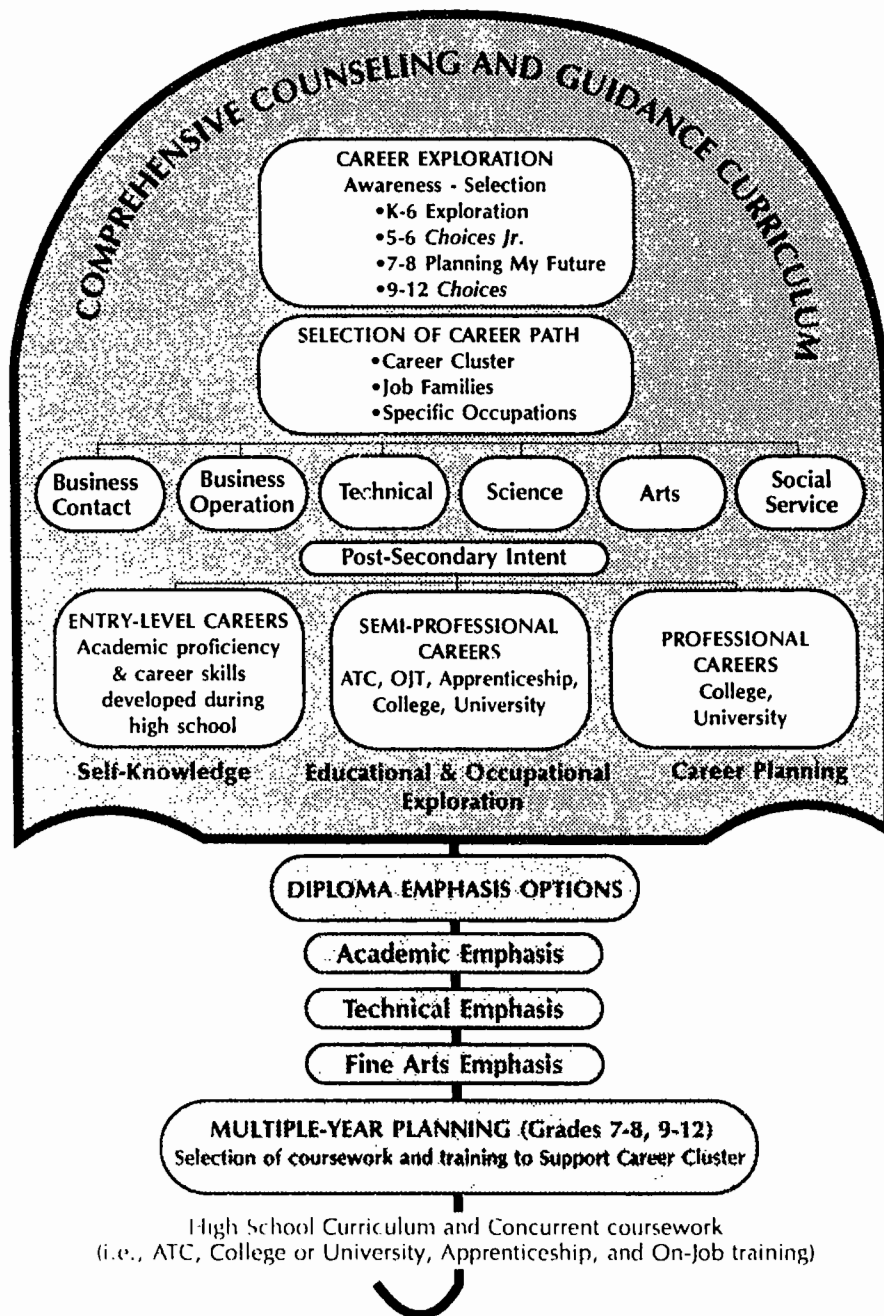 COMPREHENSIVE COUNSELING AND GUIDANCE CURRICULUM
CAREER EXPLORATION
Awareness - Selection
•K-6 Exploration
•5-6 Choices Jr.
•7-8 Planning My Future
•9-12 Choices
SELECTION OF CAREER PATH
•Career Cluster
•Job Families
•Specific Occupations
Business
Contact
Business
Operation
Technical
Science
Arts
Social
Service
Post-Secondary Intent
ENTRY-LEVEL CAREERS
Academic proficiency
& career skills
developed during
high school
SEMI-PROFESSIONAL
CAREERS
ATC, OJT, Apprenticeship,
College, University
PROFESSIONAL
CAREERS
College,
University
Self-Knowledge
Educational & Occupational
Exploration
Career Planning
DIPLOMA EMPHASIS OPTIONS
Academic Emphasis
Technical Emphasis
Fine Arts Emphasis
MULTIPLE-YEAR PLANNING (Grades 7-8, 9-12)
Selection of coursework and training to Support Career Cluster
High School Curriculum and Concurrent coursework
(i.e., ATC, College or University, Apprenticeship, and On-Job training)